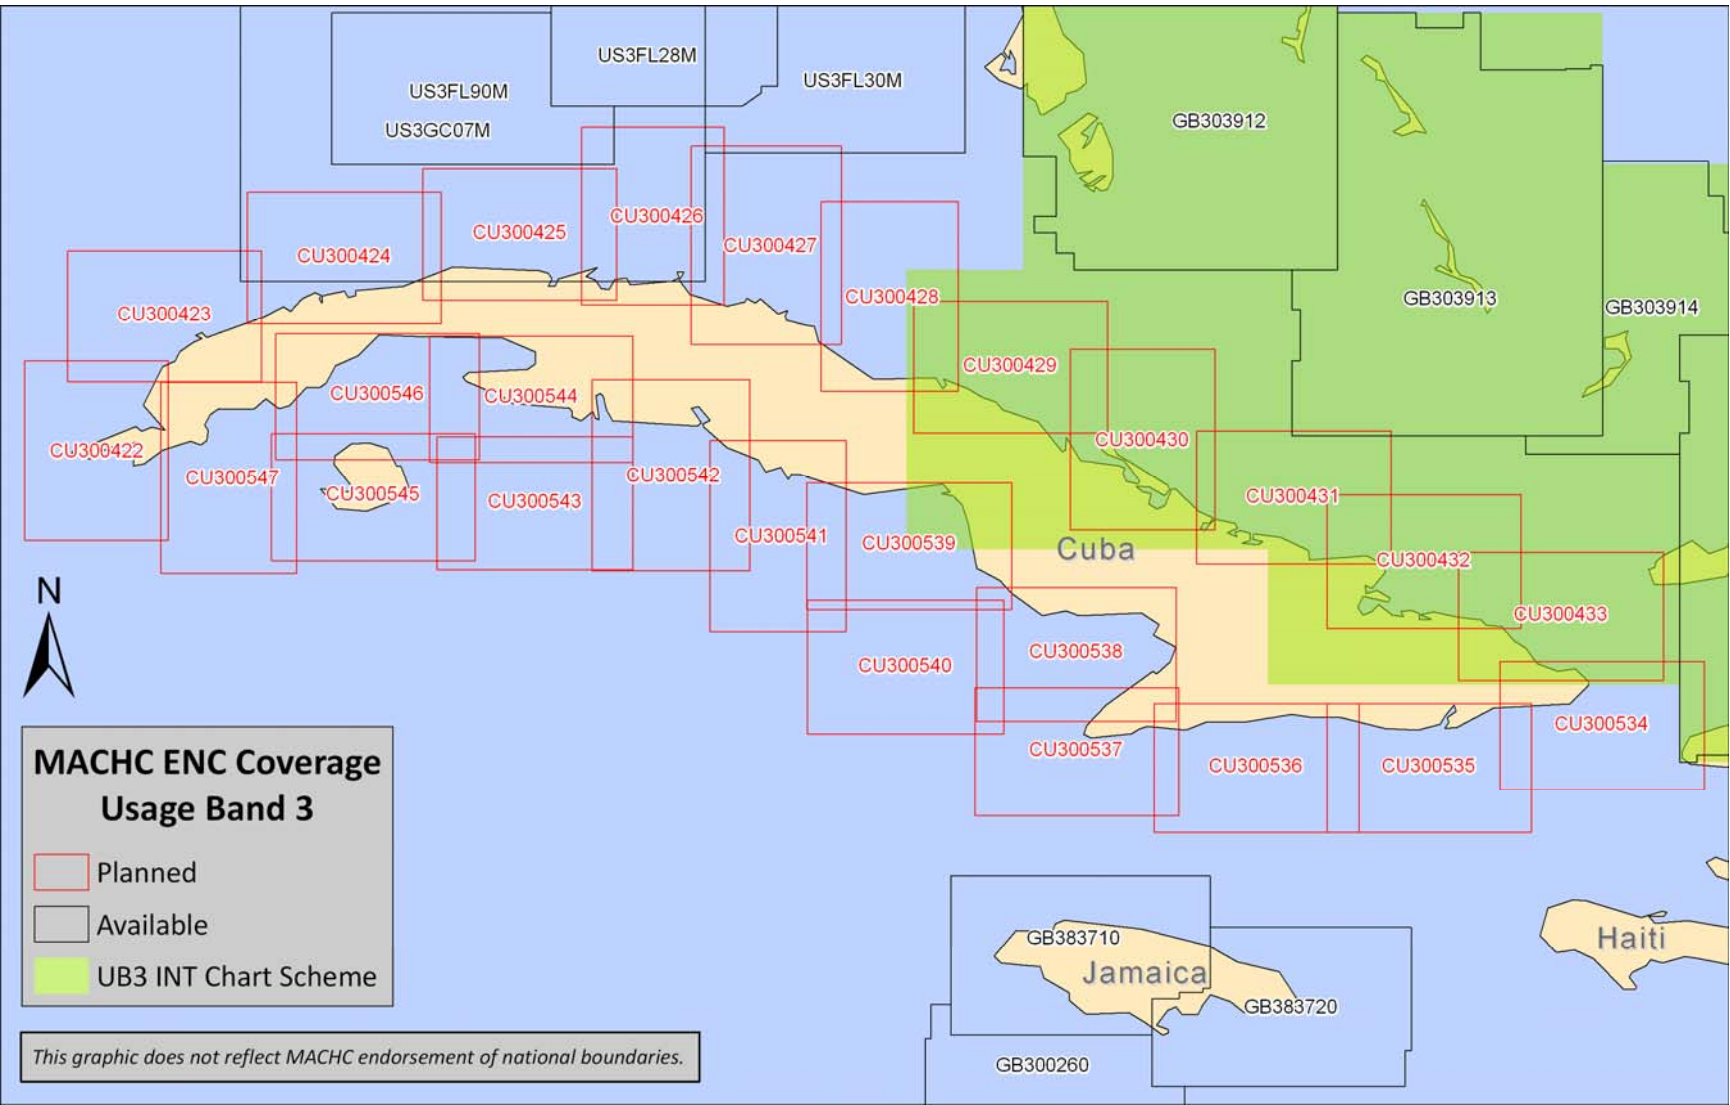 US3FL28M
US3FL90M
US3FL30M
US3GC07M
GB303912
CU300426
CU300425
CU300427
CU300424
CU300428
GB303913
GB303914
CU300423
CU300429
CU300546
CU300544
CU300430
CU300422
CU300547
CU300542
CU300545
CU300543
CU300431
CU300541
CU300539
Cuba
CU300432
N
CU300433
CU300540
CU300538
CU300534
CU300537
CU300536
CU300535
MACHC ENC Coverage
Usage Band 3
Planned
Available
UB3 INT Chart Scheme
GB383710
Haiti
Jamaica
GB383720
This graphic does not reflect MACHC endorsement of national boundaries.
GB300260